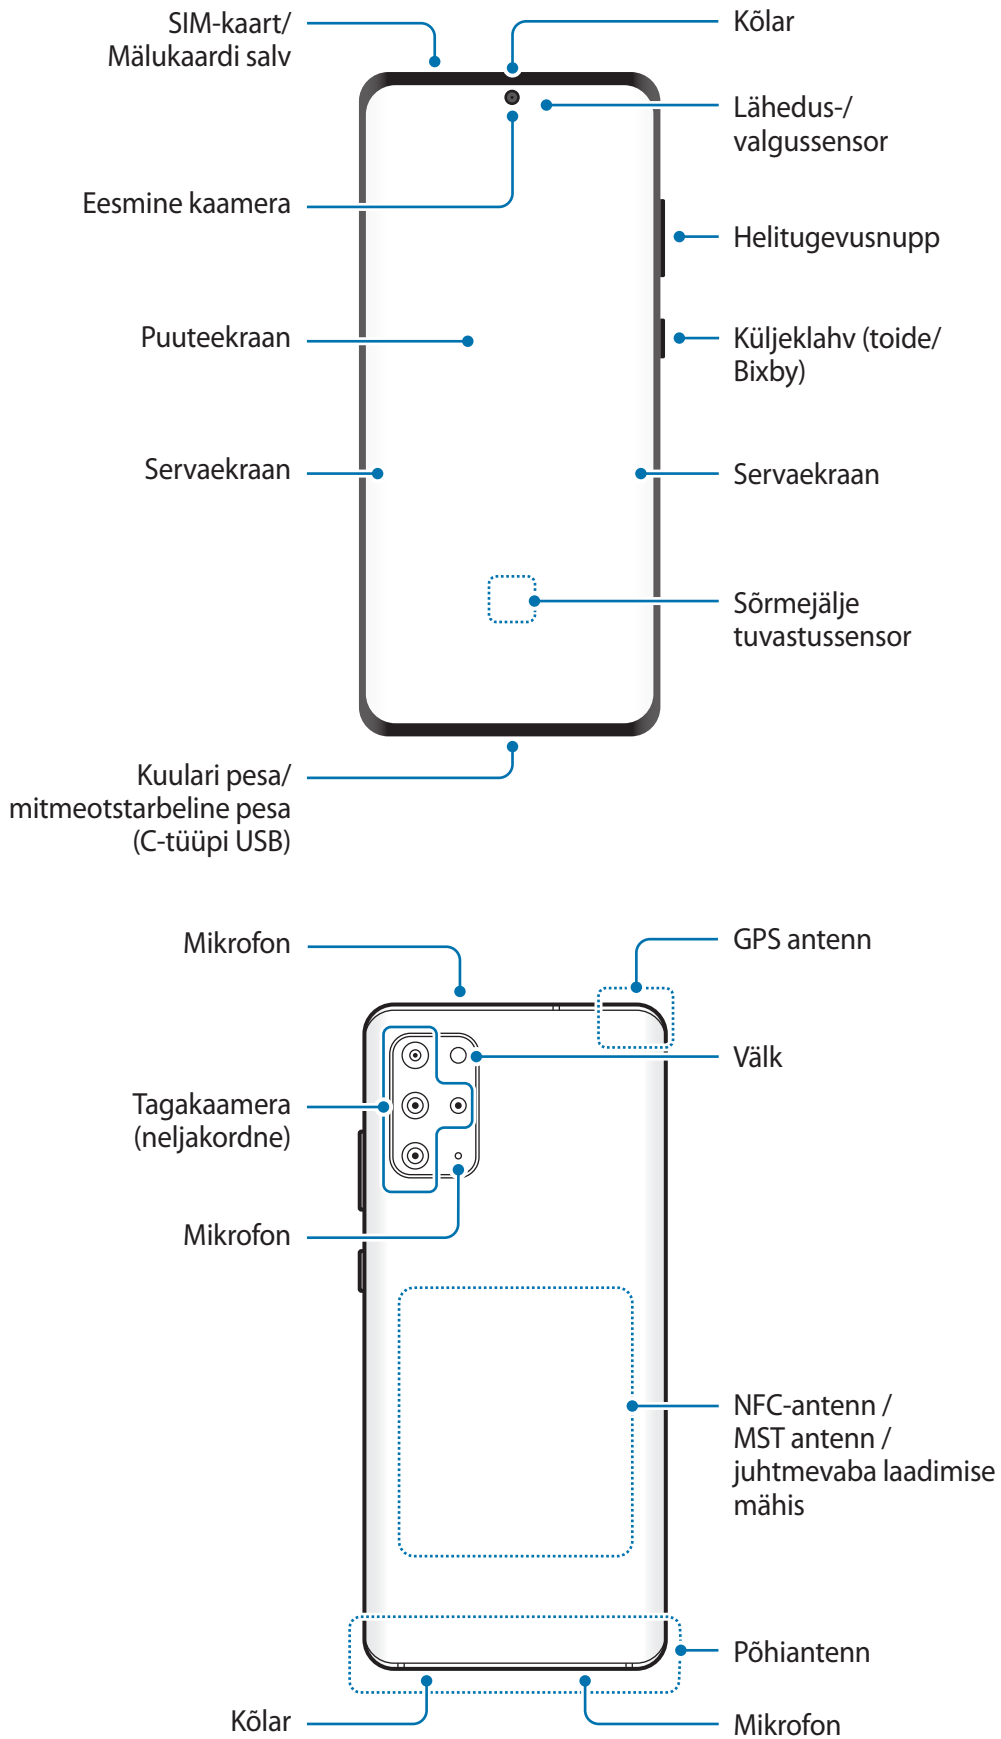 SIM-kaart/
Mälukaardi salv
Kõlar
Lähedus-/
valgussensor
Eesmine kaamera
Helitugevusnupp
Puuteekraan
Küljeklahv (toide/
Bixby)
Servaekraan
Servaekraan
Sõrmejälje
tuvastussensor
Kuulari pesa/
mitmeotstarbeline pesa
(C-tüüpi USB)
Mikrofon
GPS antenn
Välk
Tagakaamera
(neljakordne)
Mikrofon
NFC-antenn /
MST antenn /
juhtmevaba laadimise
mähis
Põhiantenn
Kõlar
Mikrofon